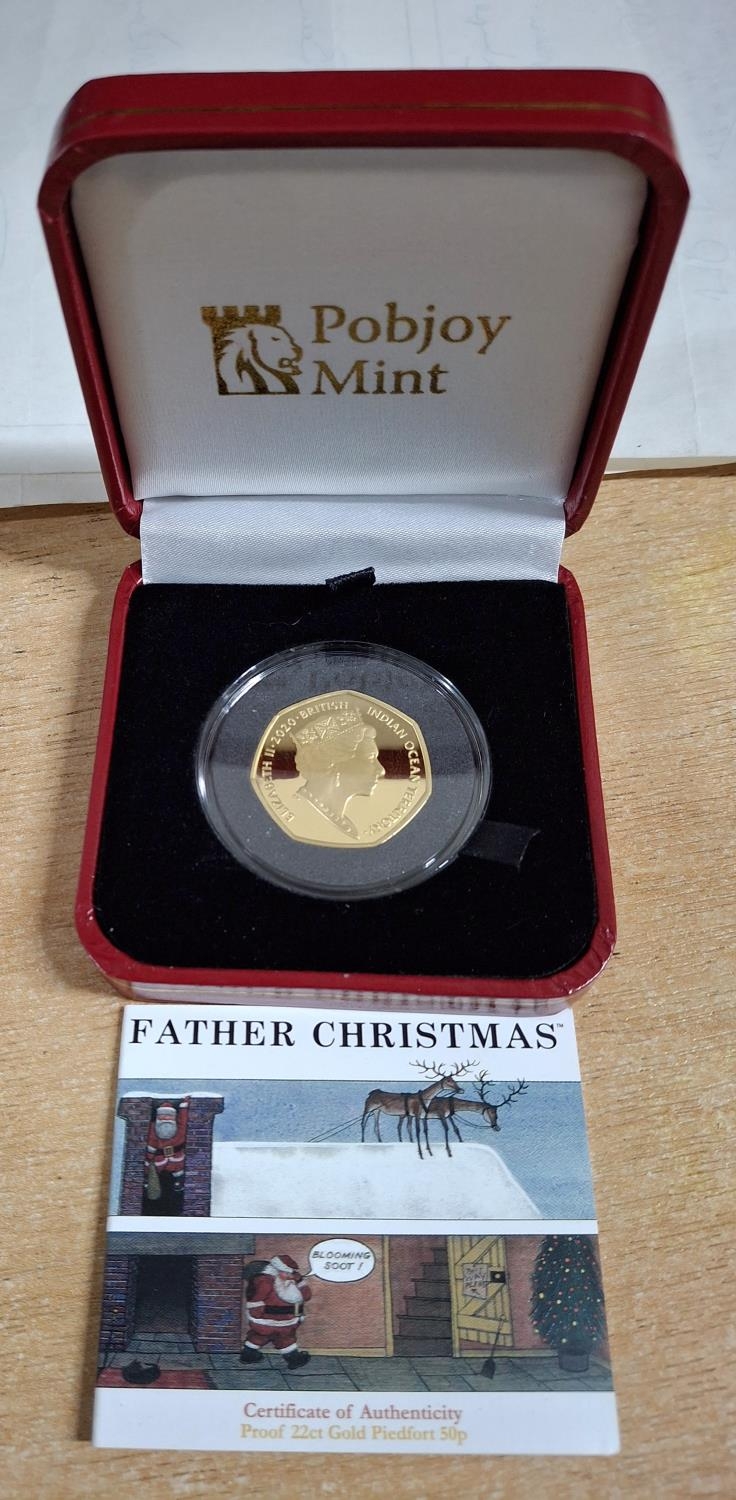 Pobjoy
Mint
ELIZABETH II · 2020 · BRITISH INDIAN OCEAN TERRITORY
FATHER CHRISTMAS™
BLOOMING
SOOT!
Certificate of Authenticity
Proof 22ct Gold Piedfort 50p